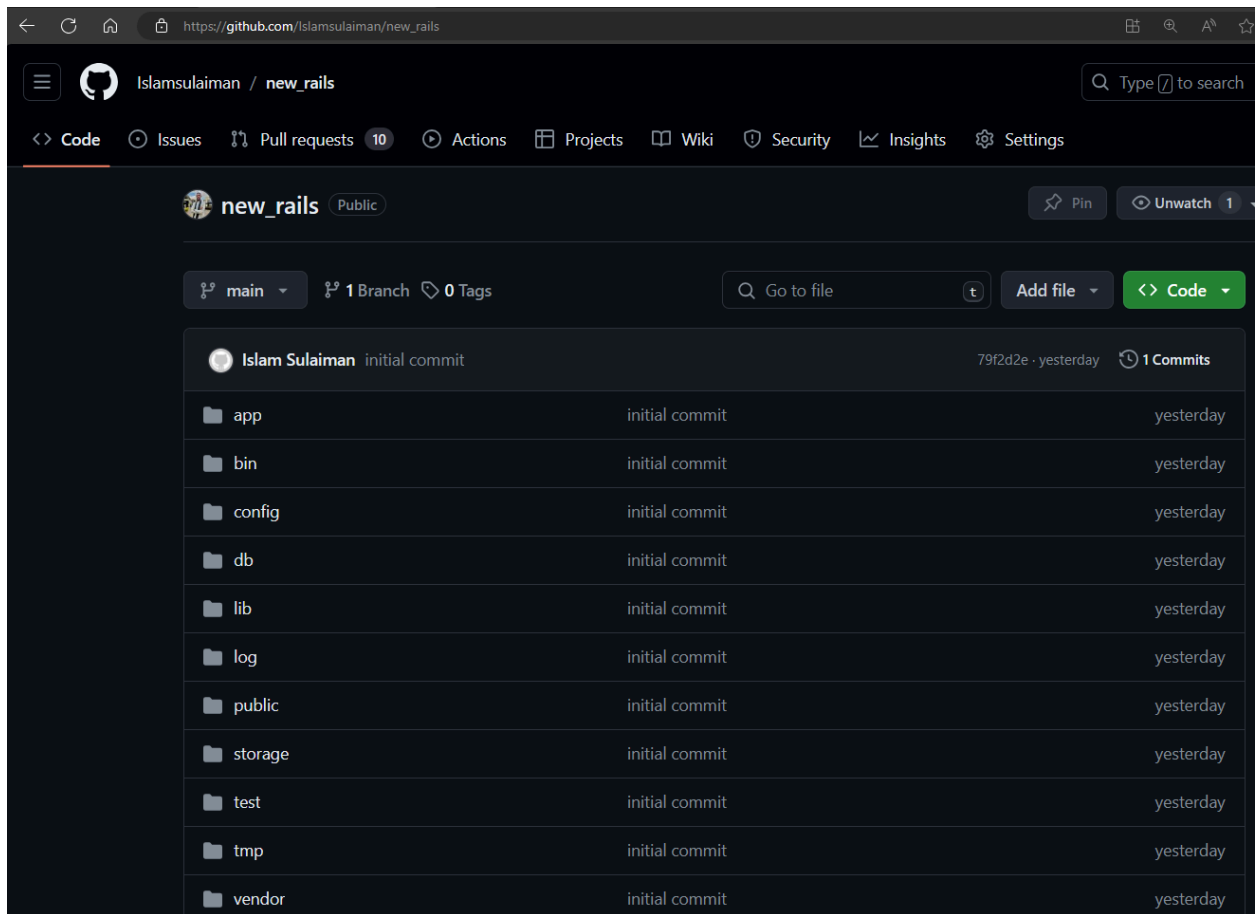 https://github.com/Islamsulaiman/new_rails
Islamsulaiman / new_rails
Type / to search
<> Code Issues Pull requests 10 Actions Projects Wiki Security Insights Settings
new_rails Public
Pin Unwatch 1
main 1 Branch 0 Tags
Go to file t Add file <> Code
Islam Sulaiman initial commit 79f2d2e · yesterday 1 Commits
app initial commit yesterday
bin initial commit yesterday
config initial commit yesterday
db initial commit yesterday
lib initial commit yesterday
log initial commit yesterday
public initial commit yesterday
storage initial commit yesterday
test initial commit yesterday
tmp initial commit yesterday
vendor initial commit yesterday